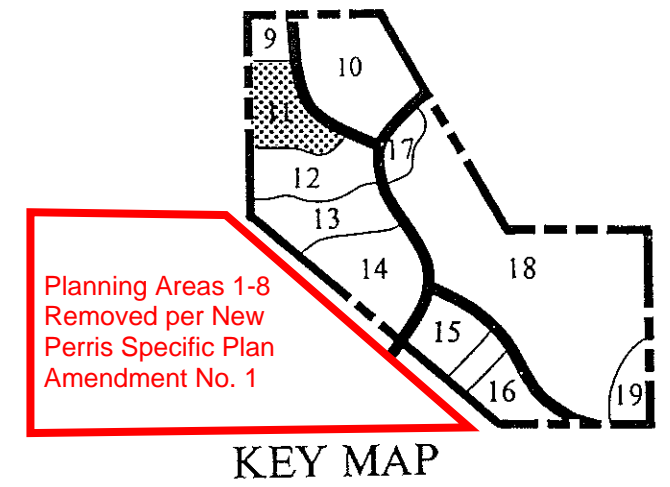 9
10
11
17
12
13
18
14
Planning Areas 1-8
Removed per New
Perris Specific Plan
Amendment No. 1
15
16
19
KEY MAP